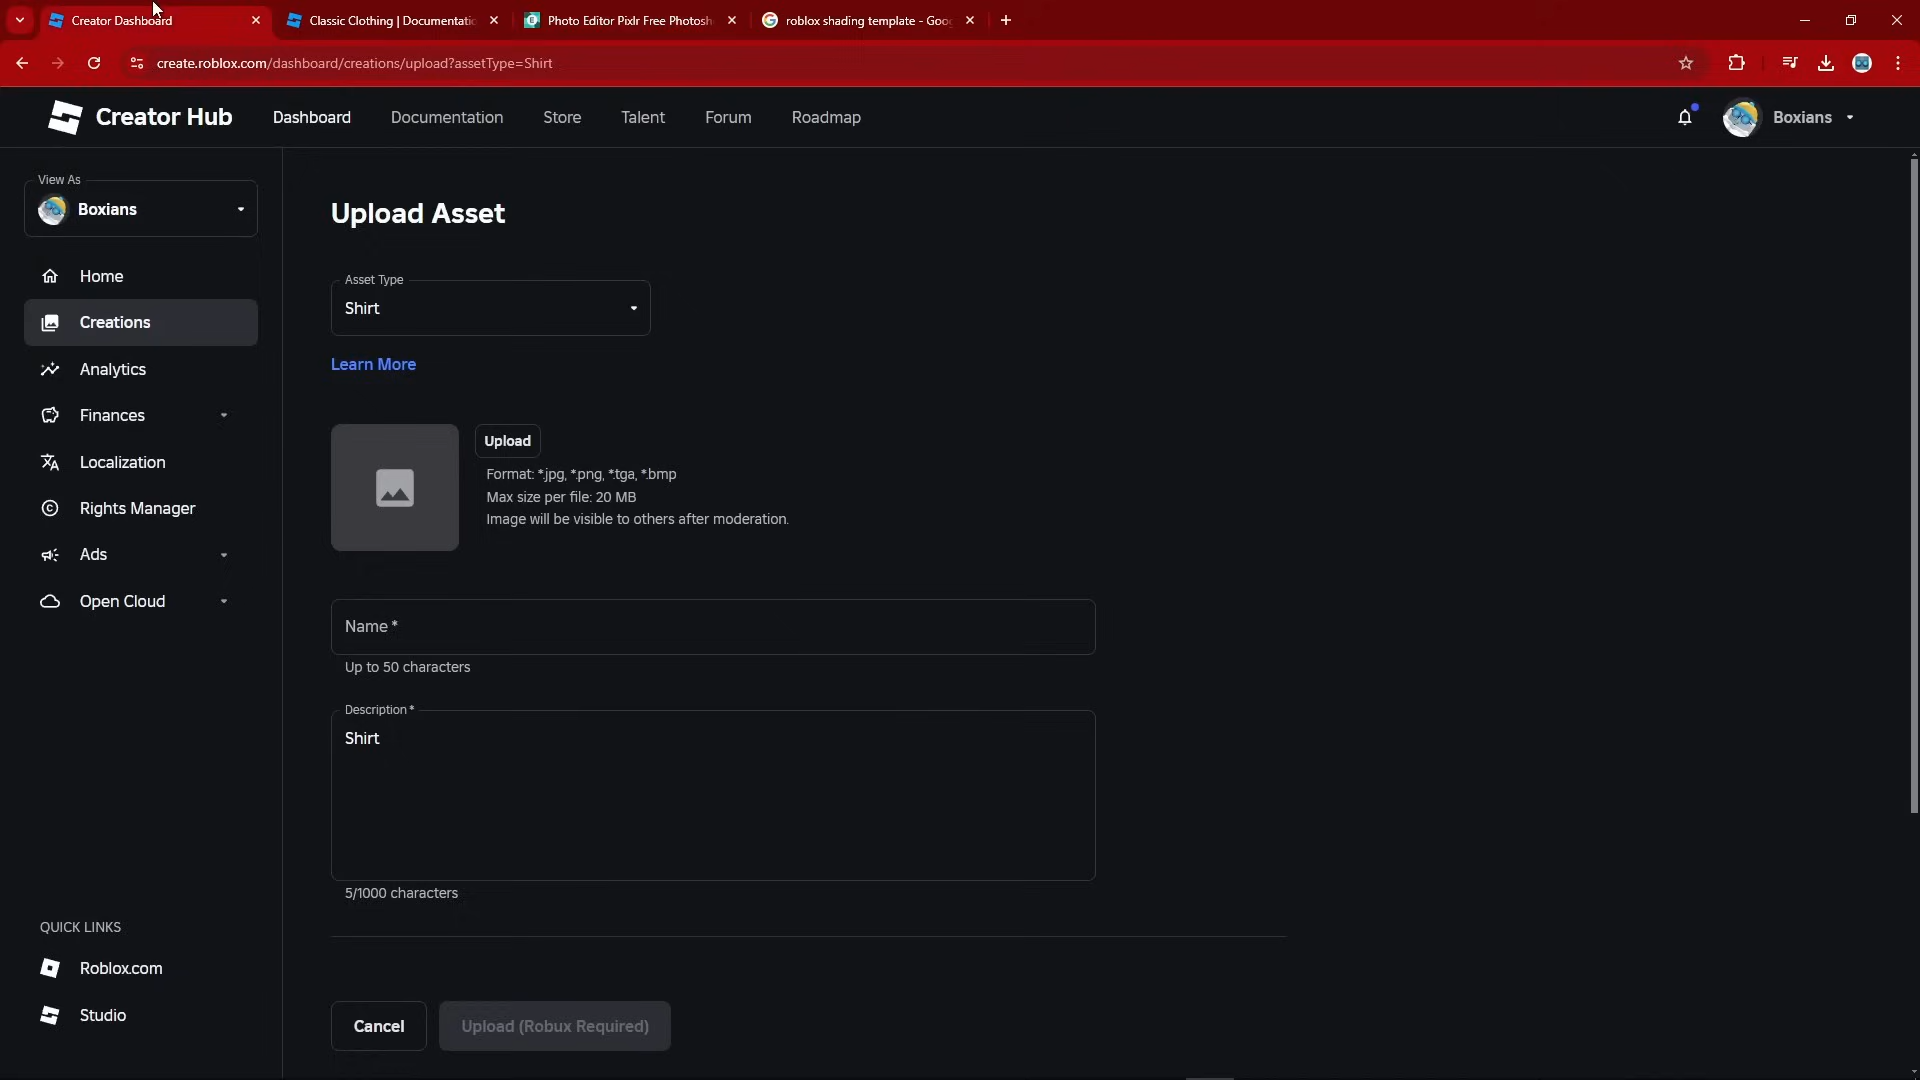 Creator Dashboard
Classic Clothing | Documentatio
Photo Editor Pixlr Free Photosh
roblox shading template - Goo
create.roblox.com/dashboard/creations/upload?assetType=Shirt
Creator Hub
Dashboard
Documentation
Store
Talent
Forum
Roadmap
Boxians
View As
Boxians
Home
Creations
Analytics
Finances
Localization
Rights Manager
Ads
Open Cloud
QUICK LINKS
Roblox.com
Studio
Upload Asset
Asset Type
Shirt
Learn More
Upload
Format: *.jpg, *.png, *.tga, *.bmp
Max size per file: 20 MB
Image will be visible to others after moderation.
Name *
Up to 50 characters
Description *
Shirt
5/1000 characters
Cancel
Upload (Robux Required)